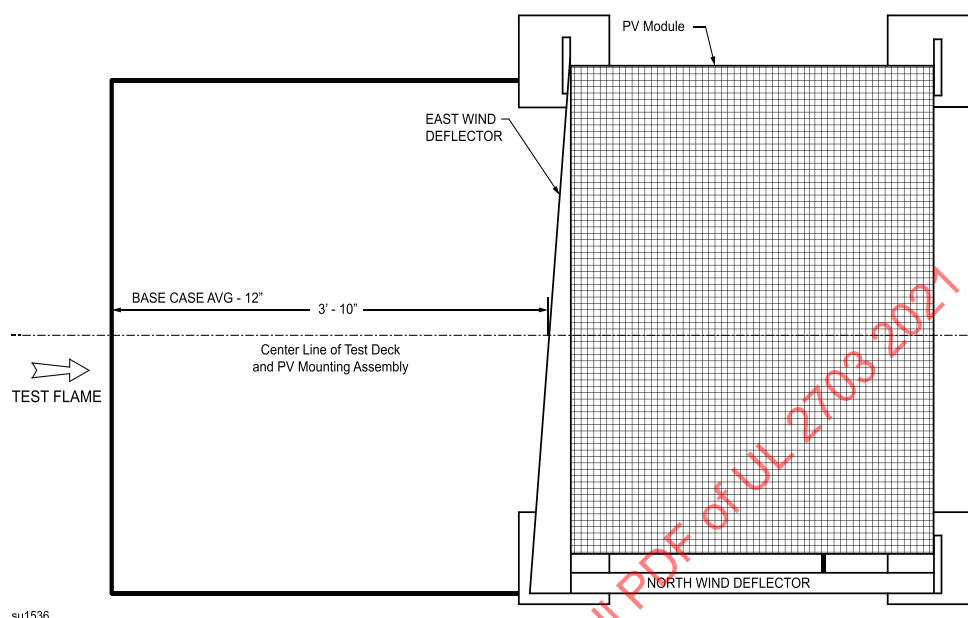 PV Module
EAST WIND
DEFLECTOR
BASE CASE AVG - 12”
3’ - 10”
Center Line of Test Deck
and PV Mounting Assembly
TEST FLAME
NORTH WIND DEFLECTOR
su1536
PDF of UL 2703 2021